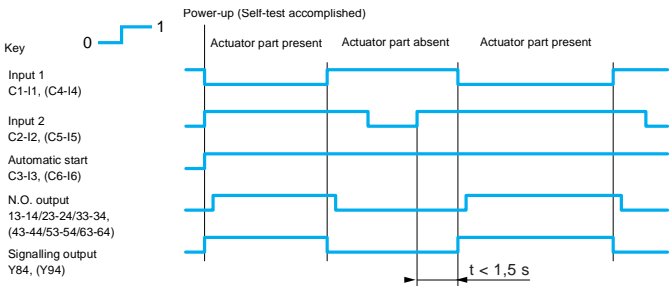 Power-up (Self-test accomplished)
Key
0
1
Actuator part present
Actuator part absent
Actuator part present
Input 1
C1-I1, (C4-I4)
Input 2
C2-I2, (C5-I5)
Automatic start
C3-I3, (C6-I6)
N.O. output
13-14/23-24/33-34,
(43-44/53-54/63-64)
Signalling output
Y84, (Y94)
t < 1,5 s